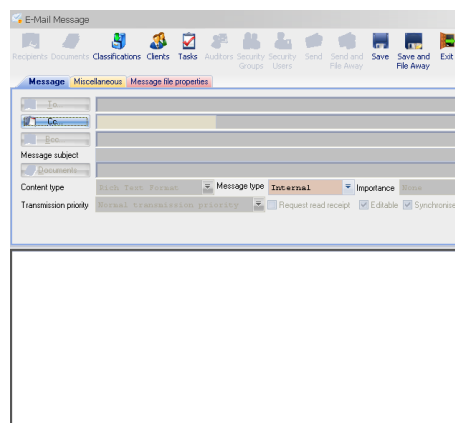 E-Mail Message
Recipients Documents Classifications Clients Tasks Auditors Security Groups Security Users Send Send and File Away Save Save and File Away Exit
Message Miscellaneous Message file properties
To...
Cc...
Bcc...
Message subject
Documents...
Content type Rich Text Format Message type Internal Importance None
Transmission priority Normal transmission priority Request read receipt Editable Synchronise